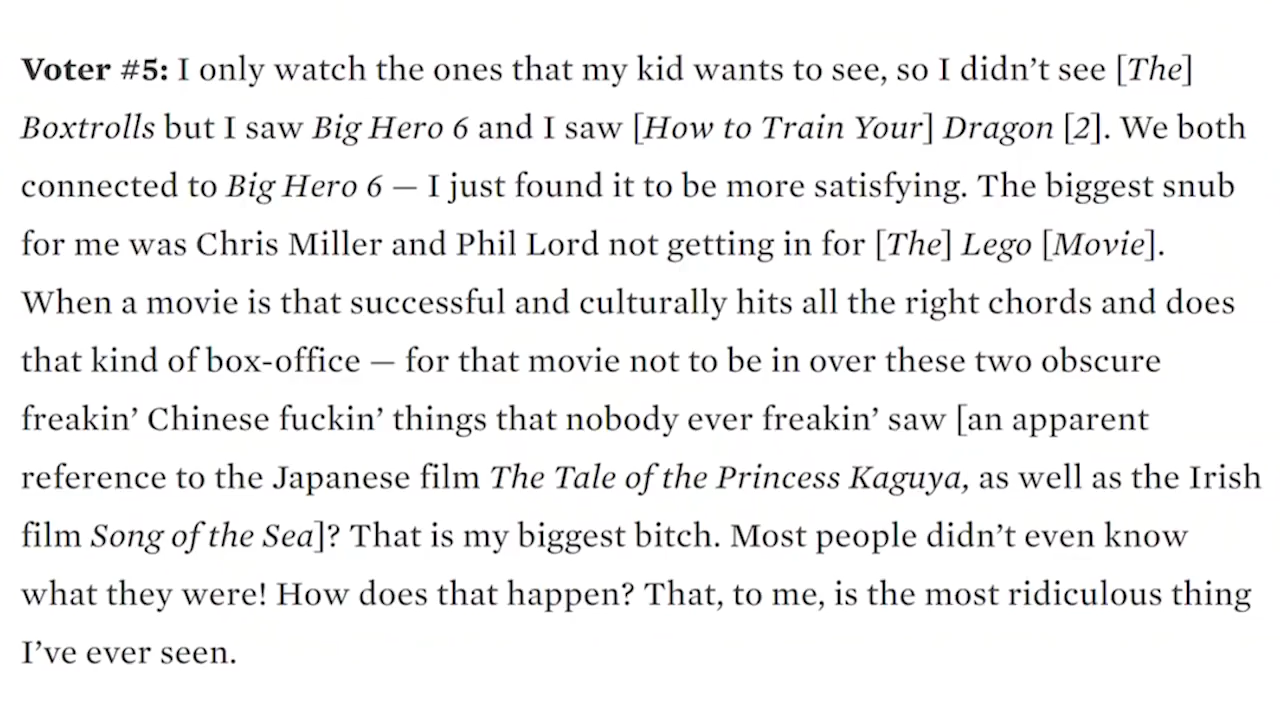 Voter #5: I only watch the ones that my kid wants to see, so I didn’t see [The]
Boxtrolls but I saw Big Hero 6 and I saw [How to Train Your] Dragon [2]. We both
connected to Big Hero 6 — I just found it to be more satisfying. The biggest snub
for me was Chris Miller and Phil Lord not getting in for [The] Lego [Movie].
When a movie is that successful and culturally hits all the right chords and does
that kind of box-office — for that movie not to be in over these two obscure
freakin’ Chinese fuckin’ things that nobody ever freakin’ saw [an apparent
reference to the Japanese film The Tale of the Princess Kaguya, as well as the Irish
film Song of the Sea]? That is my biggest bitch. Most people didn’t even know
what they were! How does that happen? That, to me, is the most ridiculous thing
I’ve ever seen.